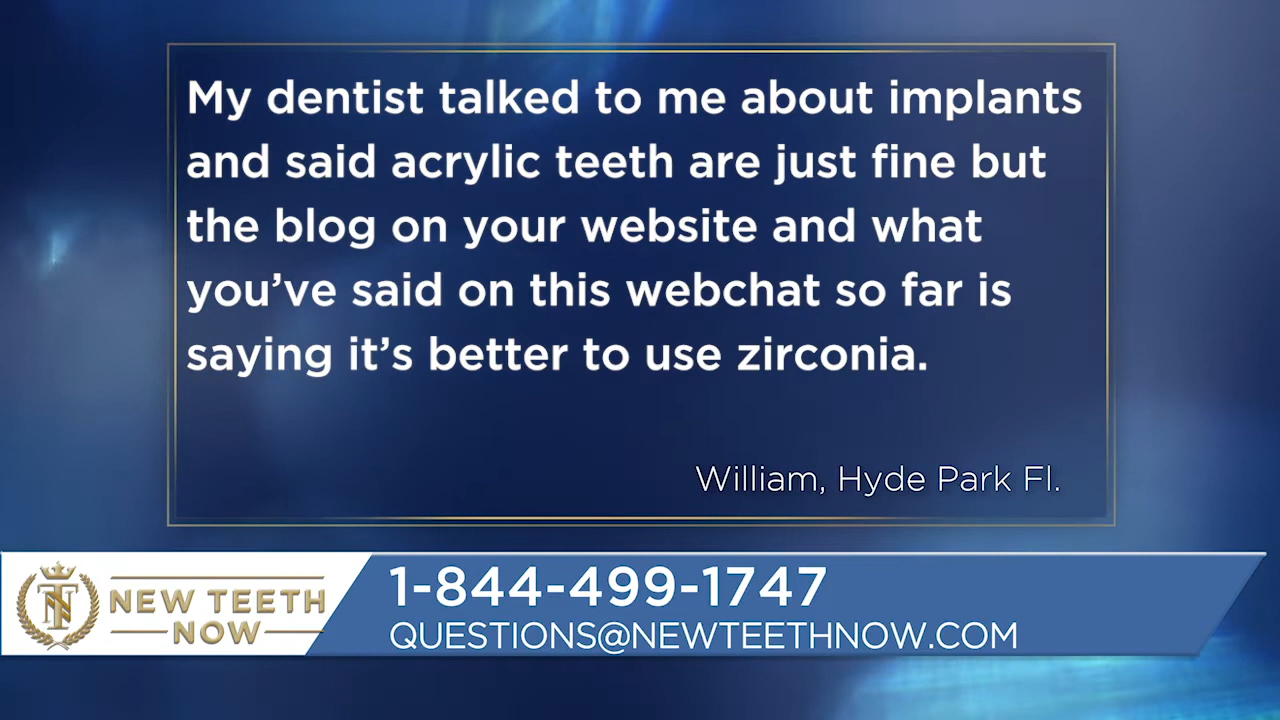 My dentist talked to me about implants
and said acrylic teeth are just fine but
the blog on your website and what
you’ve said on this webchat so far is
saying it’s better to use zirconia.
William, Hyde Park Fl.
NEW TEETH
NOW
1-844-499-1747
QUESTIONS@NEWTEETHNOW.COM